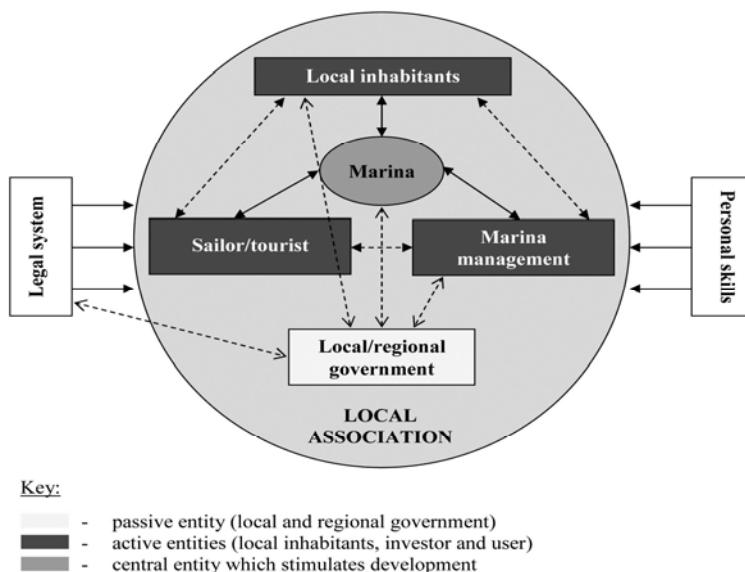 Local inhabitants
Marina
Legal system
Sailor/tourist
Marina
management
Personal skills
Local/regional
government
LOCAL
ASSOCIATION
Key:
- passive entity (local and regional government)
- active entities (local inhabitants, investor and user)
- central entity which stimulates development